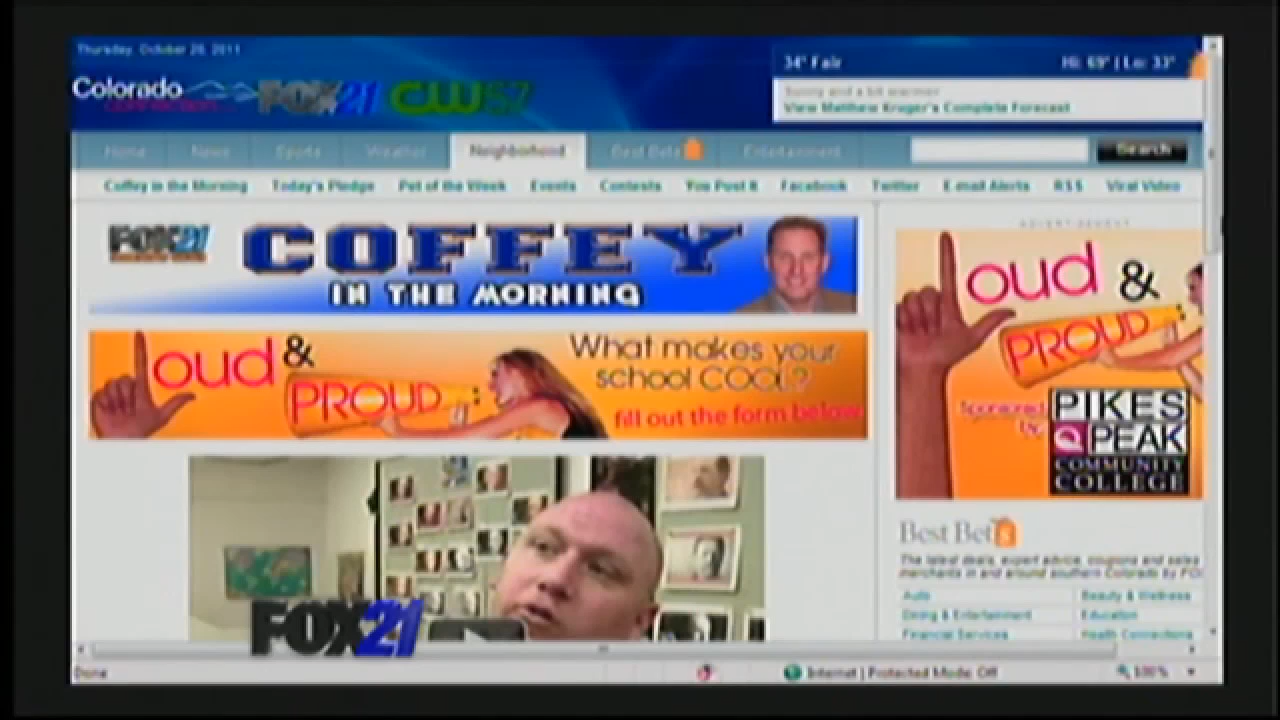 Thursday, October 20, 2011
Colorado
connection
FOX21 CW57
34° Fair
Hi: 69° | Lo: 33°
Sunny and a bit warmer
View Matthew Kruger's Complete Forecast
Home News Sports Weather Neighborhood Best Bets Entertainment
Search
Coffey in the Morning Today's Pledge Pet of the Week Events Contests You Post It Facebook Twitter E-mail Alerts RSS Viral Video
FOX21
COFFEY
IN THE MORNING
ADVERTISEMENT
Loud &
PROUD
What makes your
school COOL?
fill out the form below
Loud &
PROUD
Sponsored
by:
PIKES
PEAK
COMMUNITY
COLLEGE
Best Bets
The latest deals, expert advice, coupons and sales
merchants in and around southern Colorado by FO
Auto
Beauty & Wellness
Dining & Entertainment
Education
Financial Services
Health Connections
FOX21
Done
Internet | Protected Mode: Off
100%